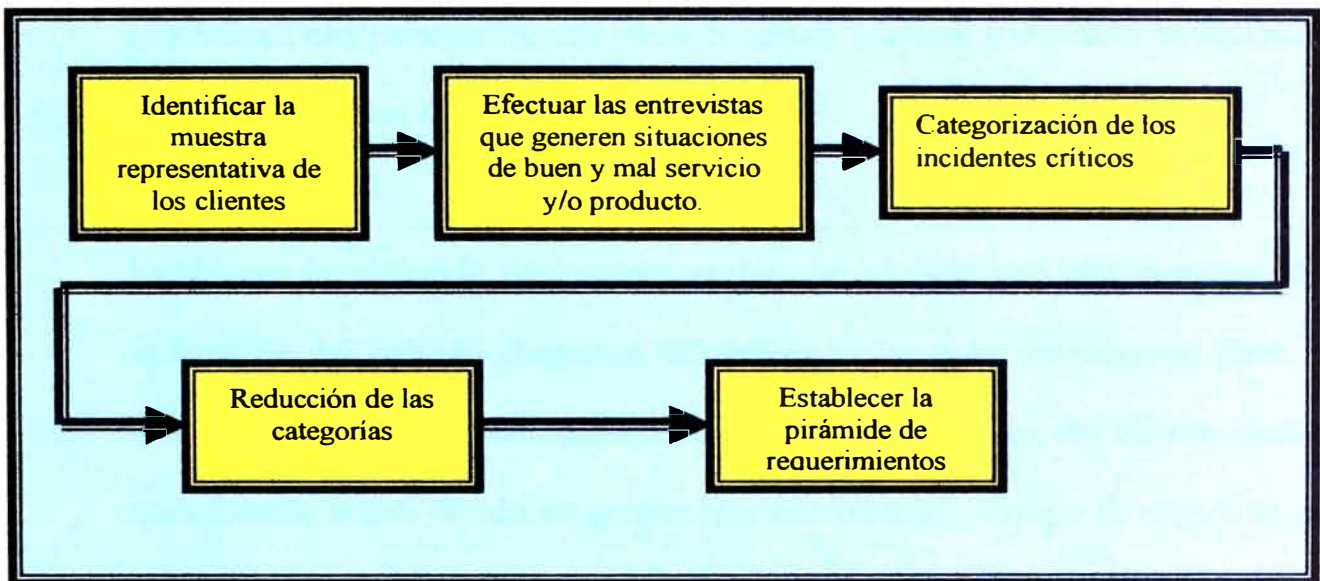 Identificar la
muestra
representativa de
los clientes
Efectuar las entrevistas
que generen situaciones
de buen y mal servicio
y/o producto.
Categorización de los
incidentes críticos
Reducción de las
categorías
Establecer la
pirámide de
requerimientos